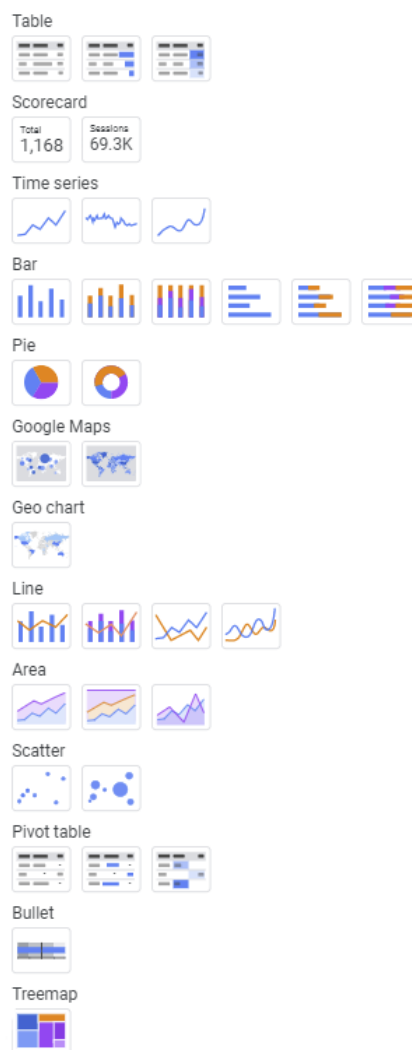 Table
Scorecard
Total
1,168
Sessions
69.3K
Time series
Bar
Pie
Google Maps
Geo chart
Line
Area
Scatter
Pivot table
Bullet
Treemap